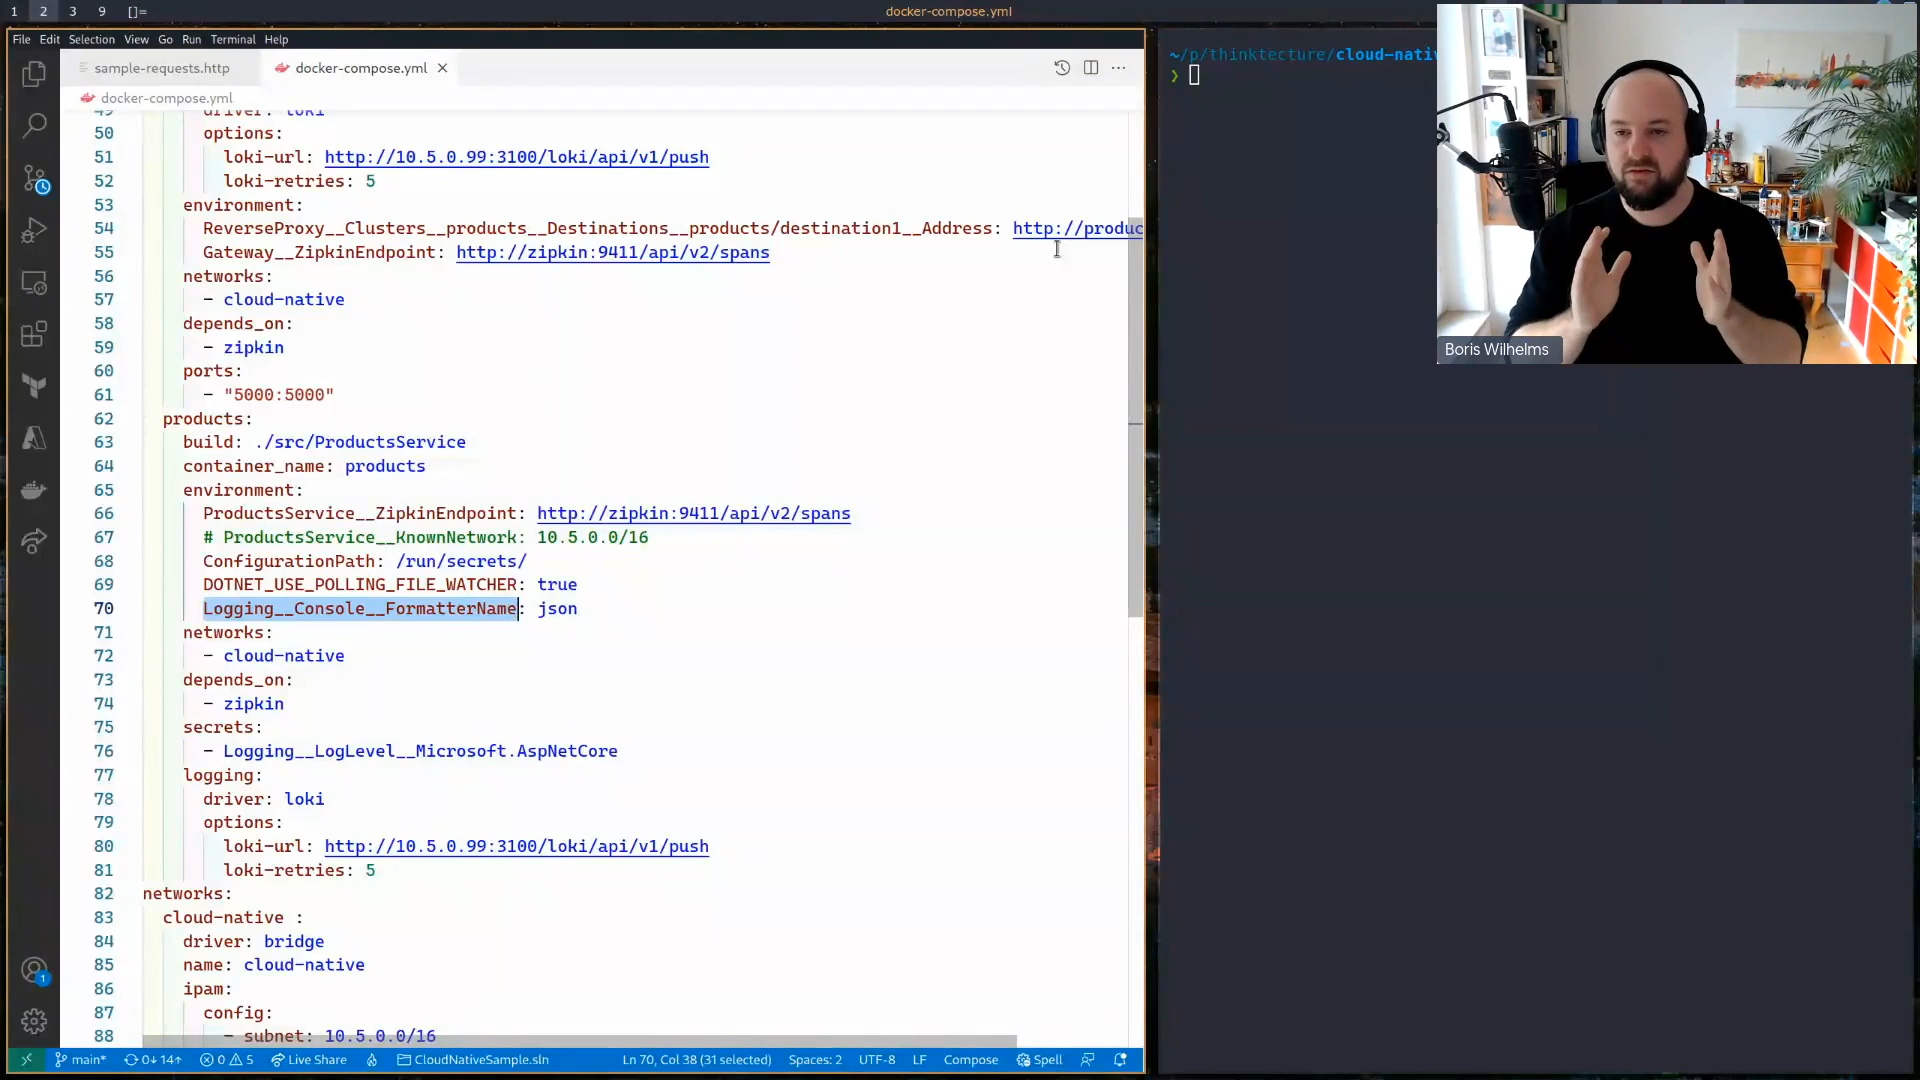 1 2 3 9 []= docker-compose.yml
File Edit Selection View Go Run Terminal Help
sample-requests.http docker-compose.yml
docker-compose.yml
49 driver: loki
50 options:
51 loki-url: http://10.5.0.99:3100/loki/api/v1/push
52 loki-retries: 5
53 environment:
54 ReverseProxy__Clusters__products__Destinations__products/destination1__Address: http://produc
55 Gateway__ZipkinEndpoint: http://zipkin:9411/api/v2/spans
56 networks:
57 - cloud-native
58 depends_on:
59 - zipkin
60 ports:
61 - "5000:5000"
62 products:
63 build: ./src/ProductsService
64 container_name: products
65 environment:
66 ProductsService__ZipkinEndpoint: http://zipkin:9411/api/v2/spans
67 # ProductsService__KnownNetwork: 10.5.0.0/16
68 ConfigurationPath: /run/secrets/
69 DOTNET_USE_POLLING_FILE_WATCHER: true
70 Logging__Console__FormatterName: json
71 networks:
72 - cloud-native
73 depends_on:
74 - zipkin
75 secrets:
76 - Logging__LogLevel__Microsoft.AspNetCore
77 logging:
78 driver: loki
79 options:
80 loki-url: http://10.5.0.99:3100/loki/api/v1/push
81 loki-retries: 5
82 networks:
83 cloud-native :
84 driver: bridge
85 name: cloud-native
86 ipam:
87 config:
88 - subnet: 10.5.0.0/16
1
main* 0↓ 14↑ 0 5 Live Share CloudNativeSample.sln Ln 70, Col 38 (31 selected) Spaces: 2 UTF-8 LF Compose Spell
~/p/thinktecture/cloud-nativ
❯
Boris Wilhelms